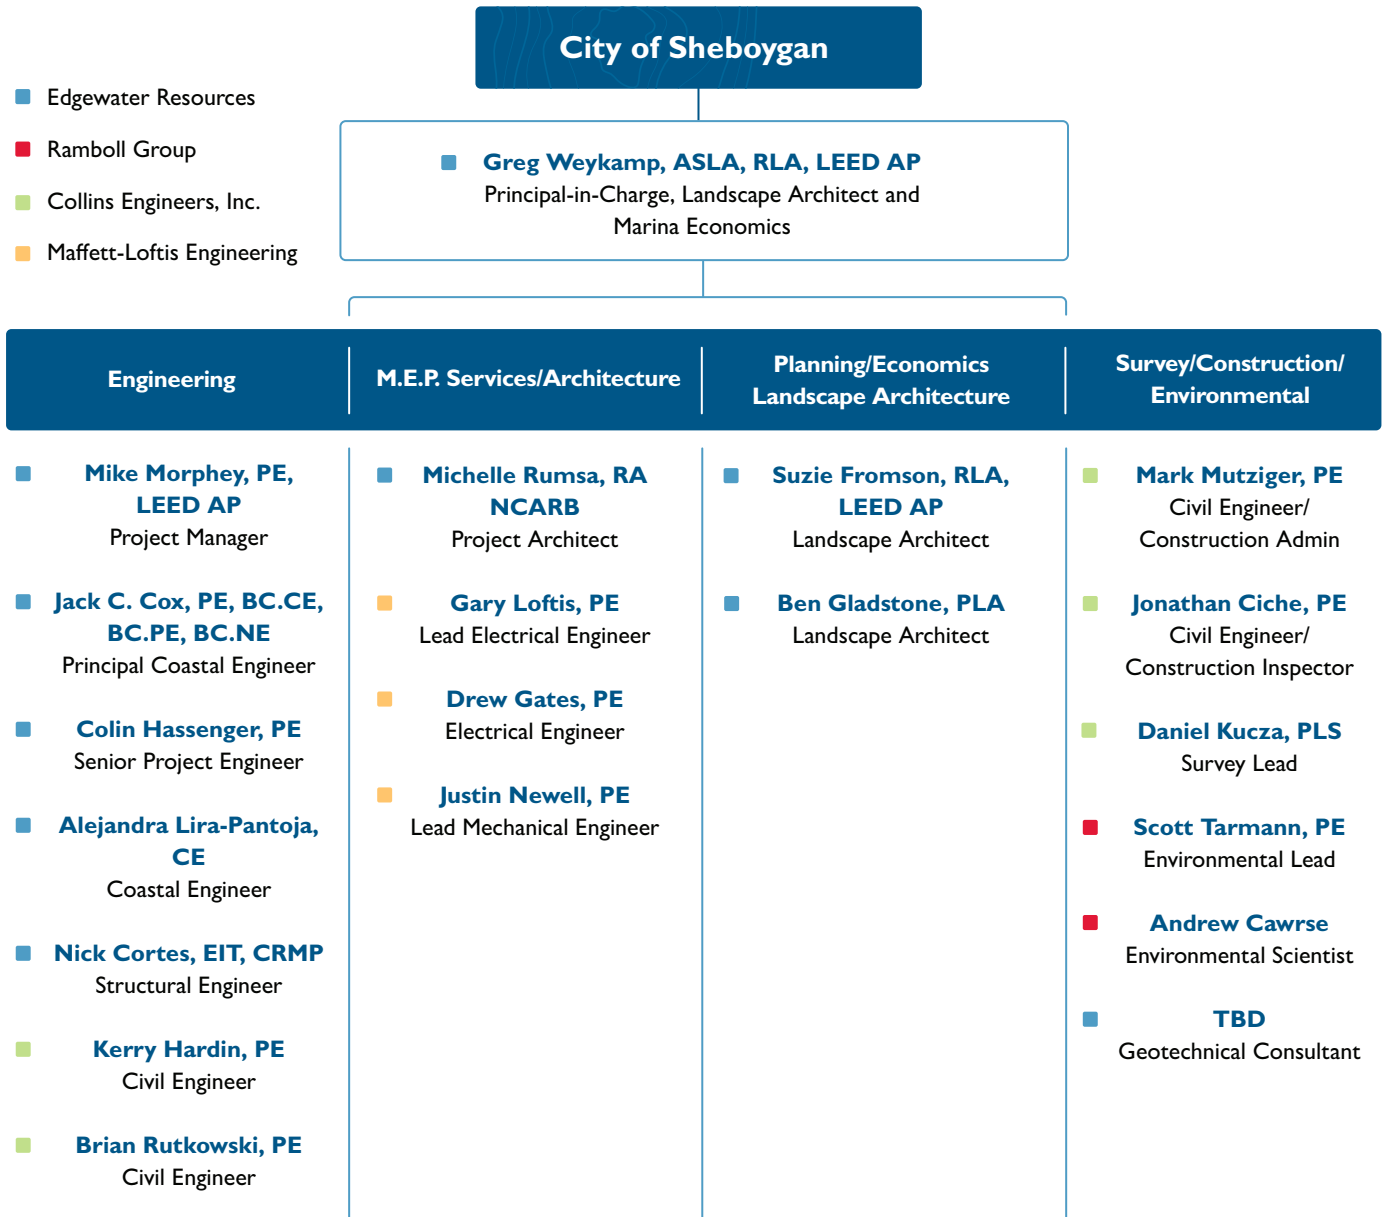 City of Sheboygan
Edgewater Resources
Ramboll Group
Collins Engineers, Inc.
Maffett-Loftis Engineering
Greg Weykamp, ASLA, RLA, LEED AP
Principal-in-Charge, Landscape Architect and
Marina Economics
Engineering
M.E.P. Services/Architecture
Planning/Economics
Landscape Architecture
Survey/Construction/
Environmental
Mike Morphey, PE,
LEED AP
Project Manager
Jack C. Cox, PE, BC.CE,
BC.PE, BC.NE
Principal Coastal Engineer
Colin Hassenger, PE
Senior Project Engineer
Alejandra Lira-Pantoja,
CE
Coastal Engineer
Nick Cortes, EIT, CRMP
Structural Engineer
Kerry Hardin, PE
Civil Engineer
Brian Rutkowski, PE
Civil Engineer
Michelle Rumsa, RA
NCARB
Project Architect
Gary Loftis, PE
Lead Electrical Engineer
Drew Gates, PE
Electrical Engineer
Justin Newell, PE
Lead Mechanical Engineer
Suzie Fromson, RLA,
LEED AP
Landscape Architect
Ben Gladstone, PLA
Landscape Architect
Mark Mutziger, PE
Civil Engineer/
Construction Admin
Jonathan Ciche, PE
Civil Engineer/
Construction Inspector
Daniel Kucza, PLS
Survey Lead
Scott Tarmann, PE
Environmental Lead
Andrew Cawrse
Environmental Scientist
TBD
Geotechnical Consultant